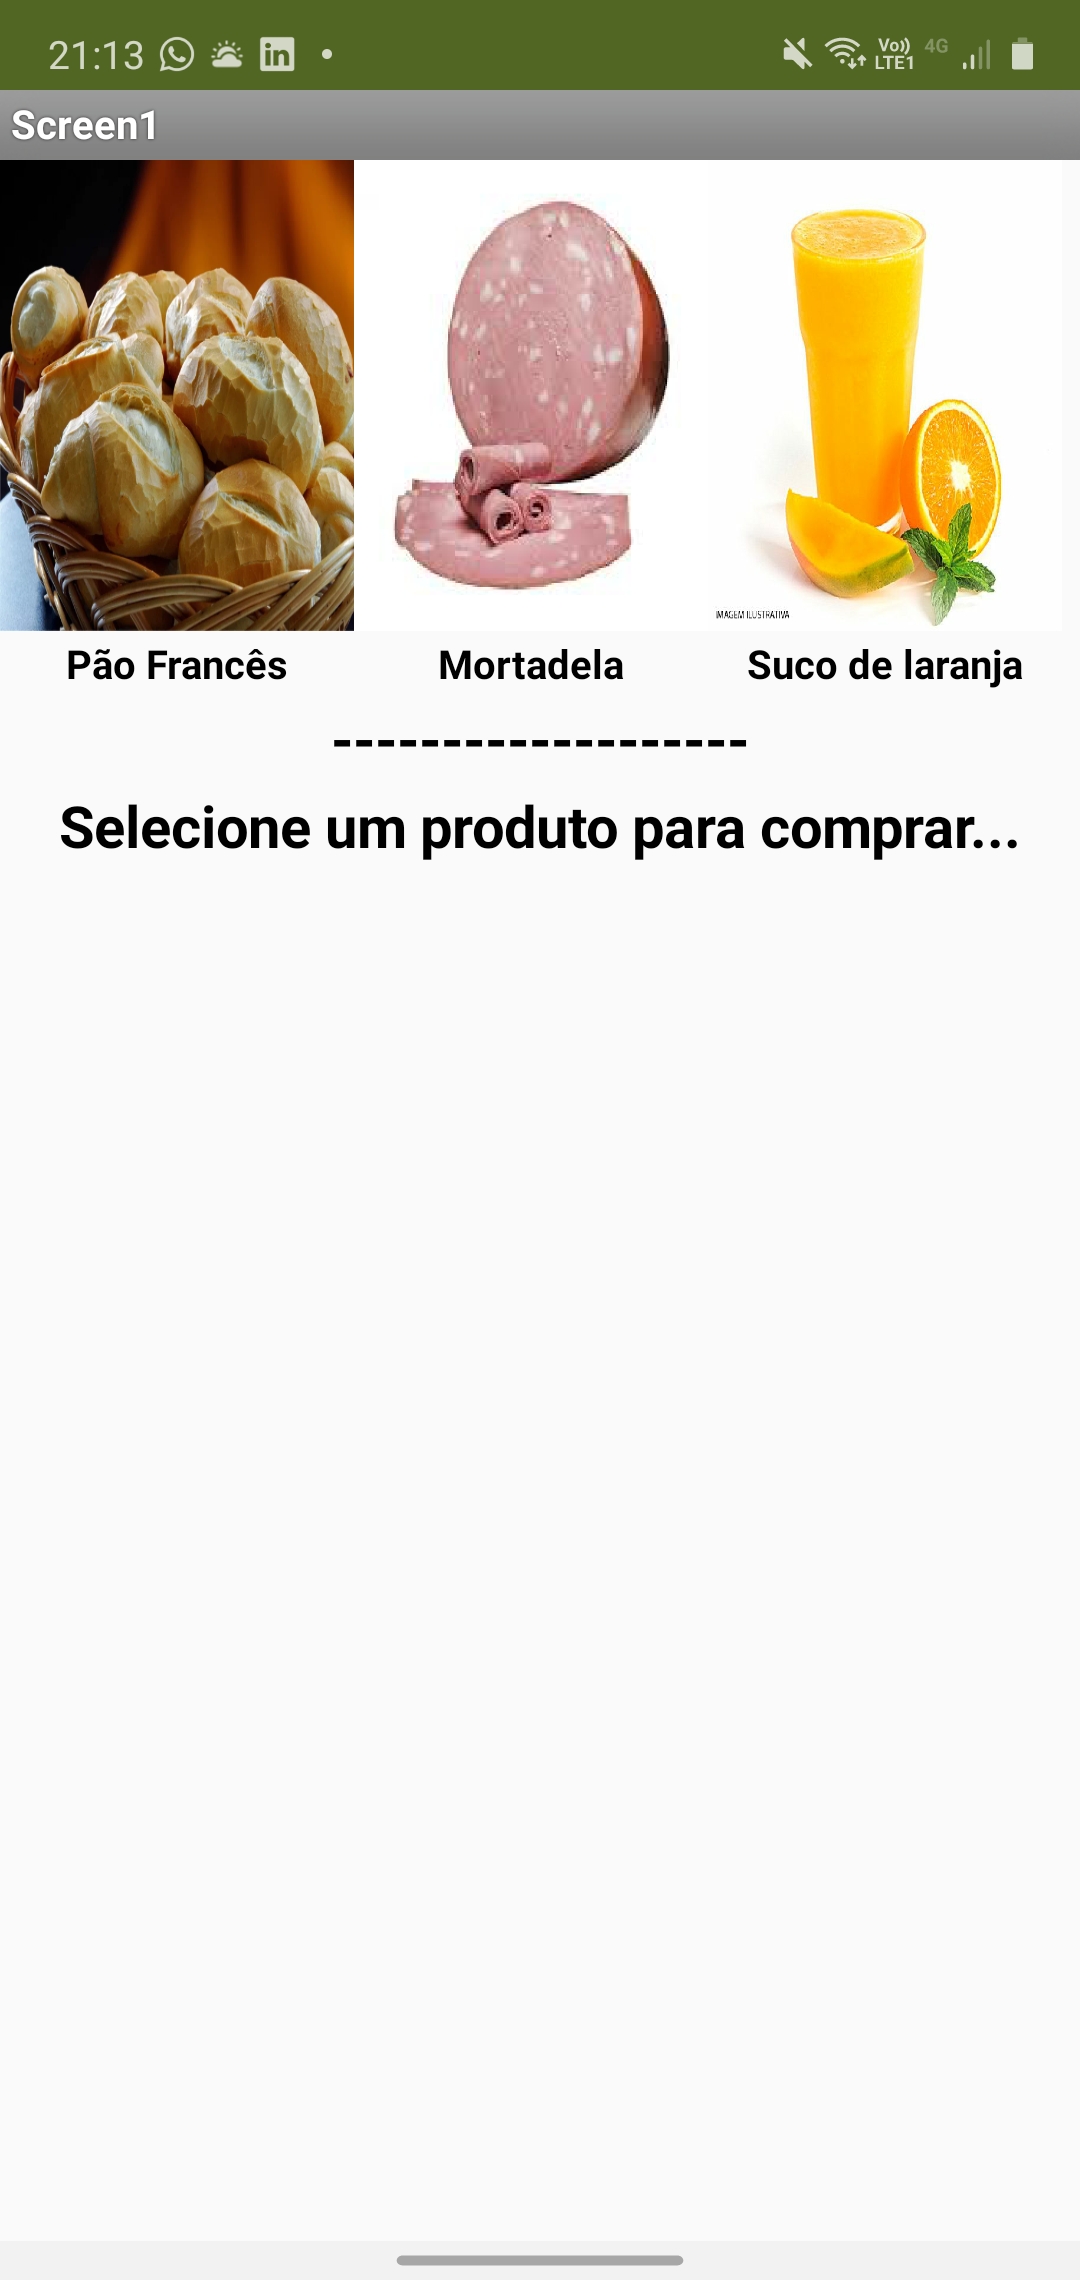 21:13 in Vo)) LTE1 4G
Screen1
IMAGEM ILUSTRATIVA
Pão Francês Mortadela Suco de laranja
-------------------
Selecione um produto para comprar...